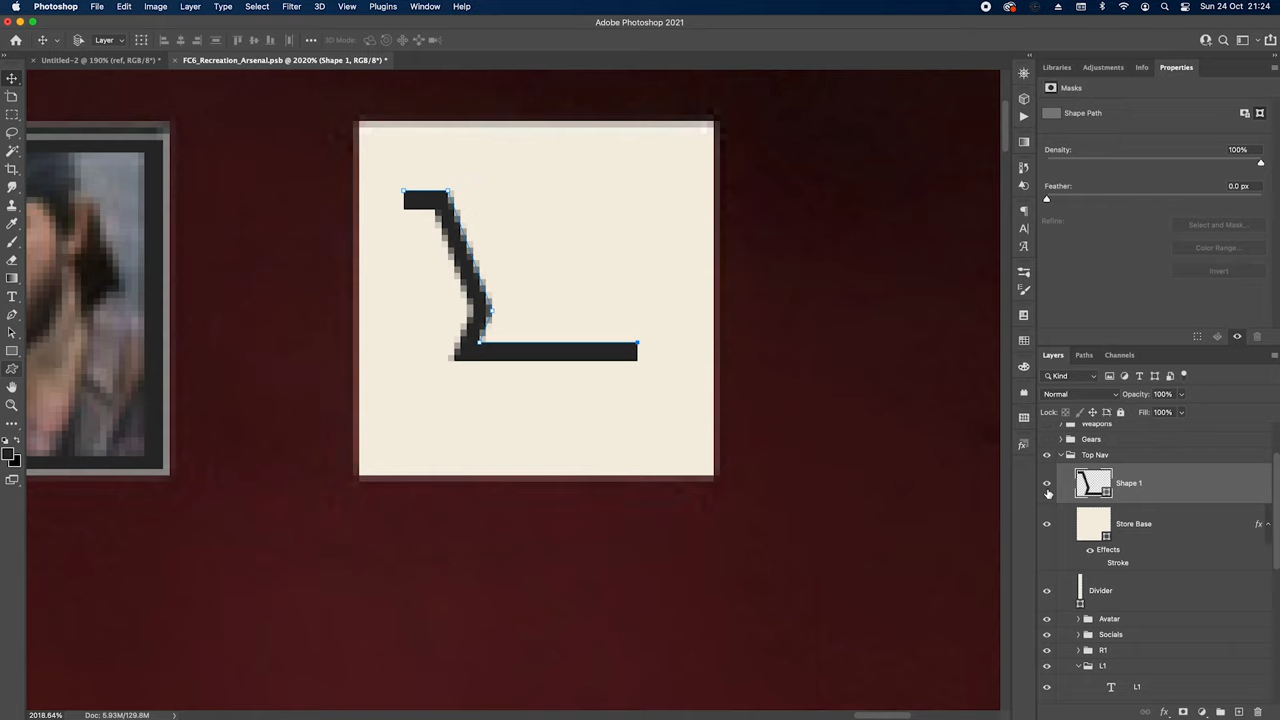 Photoshop File Edit Image Layer Type Select Filter 3D View Plugins Window Help Sun 24 Oct 21:24
Adobe Photoshop 2021
Layer 3D Mode:
Untitled-2 @ 190% (ref, RGB/8*) *
FC6_Recreation_Arsenal.psb @ 2020% (Shape 1, RGB/8*) *
Libraries Adjustments Info Properties
Masks
Shape Path
Density: 100%
Feather: 0.0 px
Refine: Select and Mask...
Color Range...
Invert
Layers Paths Channels
Kind
Normal Opacity: 100%
Lock: Fill: 100%
Weapons
Gears
Top Nav
Shape 1
Store Base fx
Effects
Stroke
Divider
Avatar
Socials
R1
L1
T L1
2018.64% Doc: 5.93M/129.8M